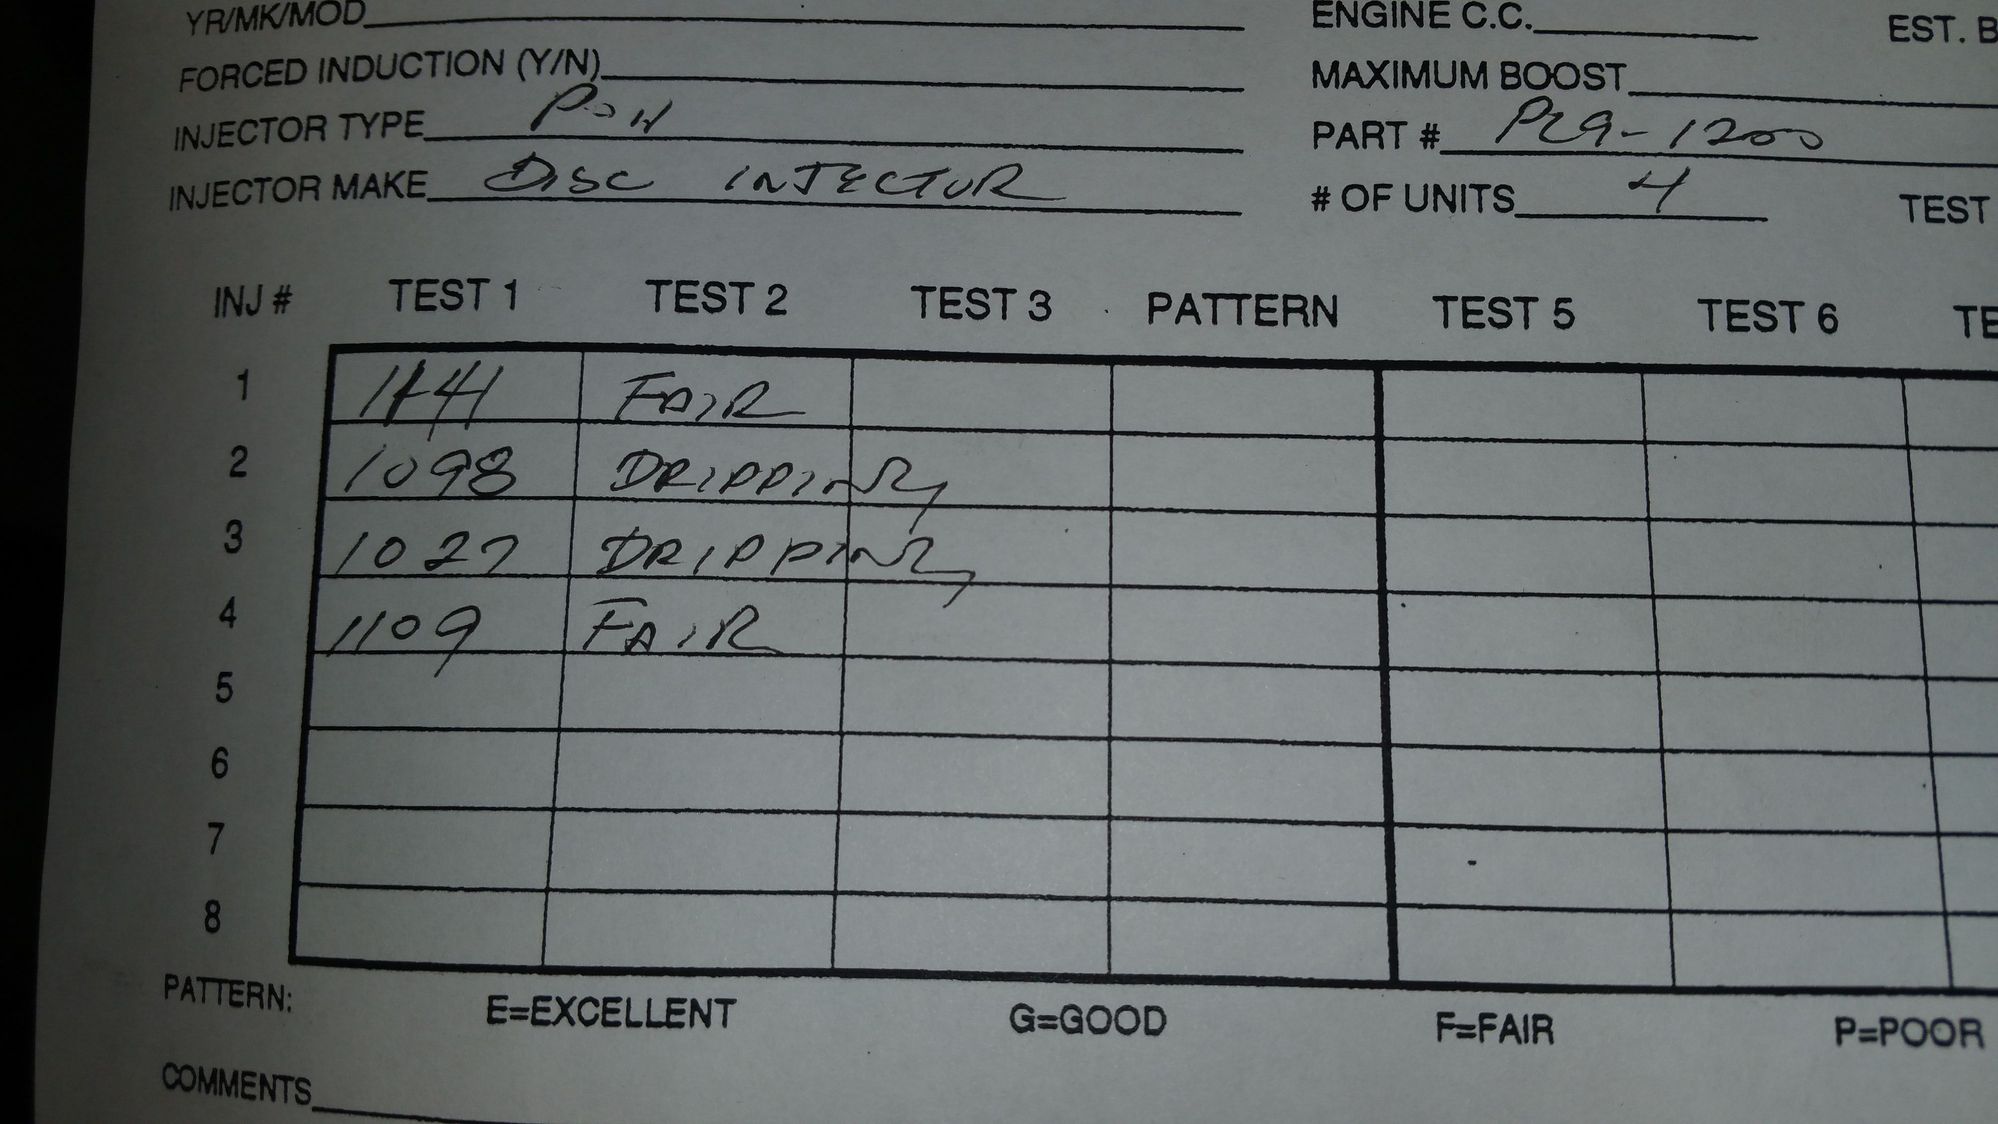 YR/MK/MOD ENGINE C.C. EST. B
FORCED INDUCTION (Y/N) MAXIMUM BOOST
INJECTOR TYPE PART # -1200
INJECTOR MAKE DISC INJECTOR # OF UNITS 4 TEST
INJ # TEST 1 TEST 2 TEST 3 PATTERN TEST 5 TEST 6 TE
1 FAIR
2 1098 DRIPPING
3 1027 DRIPPING
4 1109 FAIR
5
6
7
8
PATTERN: E=EXCELLENT G=GOOD F=FAIR P=POOR
COMMENTS